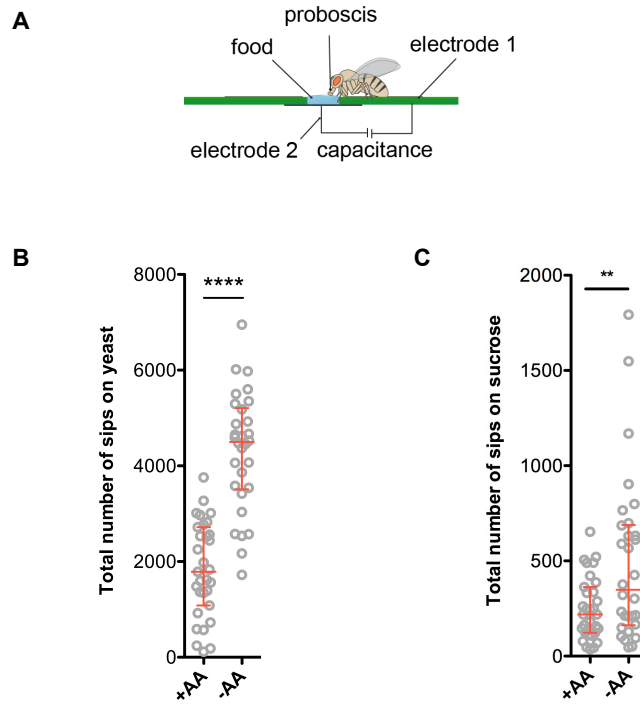 A
proboscis
food
electrode 1
electrode 2
capacitance
B
Total number of sips on yeast
8000
6000
4000
2000
0
****
+AA
-AA
C
Total number of sips on sucrose
2000
1500
1000
500
0
**
+AA
-AA